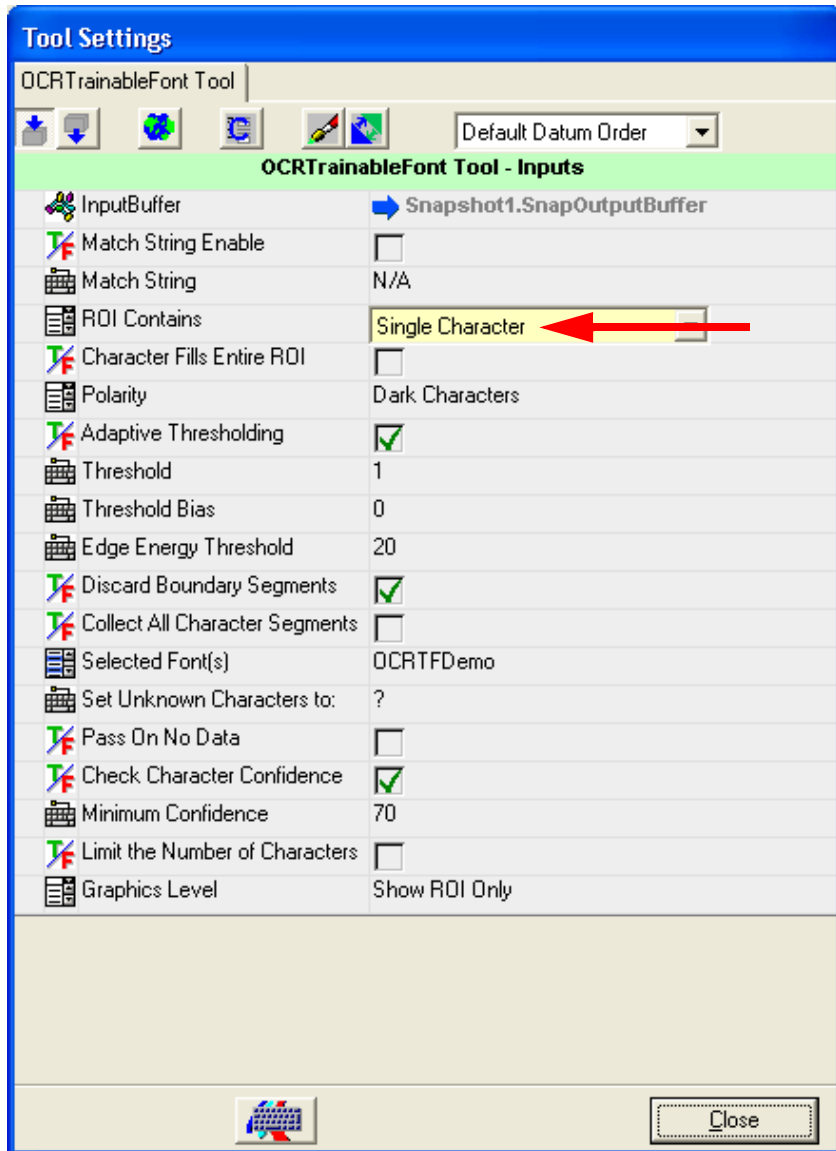 Tool Settings
OCRTrainableFont Tool
Default Datum Order
OCRTrainableFont Tool - Inputs
InputBuffer Snapshot1.SnapOutputBuffer
Match String Enable
Match String N/A
ROI Contains Single Character
Character Fills Entire ROI
Polarity Dark Characters
Adaptive Thresholding
Threshold 1
Threshold Bias 0
Edge Energy Threshold 20
Discard Boundary Segments
Collect All Character Segments
Selected Font(s) OCRTFDemo
Set Unknown Characters to: ?
Pass On No Data
Check Character Confidence
Minimum Confidence 70
Limit the Number of Characters
Graphics Level Show ROI Only
Close